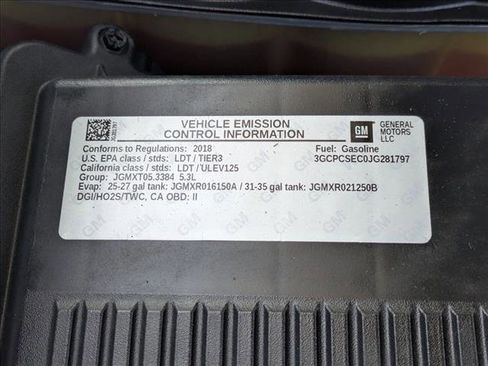 VEHICLE EMISSION
CONTROL INFORMATION
GM
GENERAL
MOTORS
LLC
Conforms to Regulations: 2018 Fuel: Gasoline
U.S. EPA class / stds: LDT / TIER3 3GCPCSEC0JG281797
California class / stds: LDT / ULEV125
Group: JGMXT05.3384 5.3L
Evap: 25-27 gal tank: JGMXR016150A / 31-35 gal tank: JGMXR021250B
DGI/HO2S/TWC, CA OBD: II